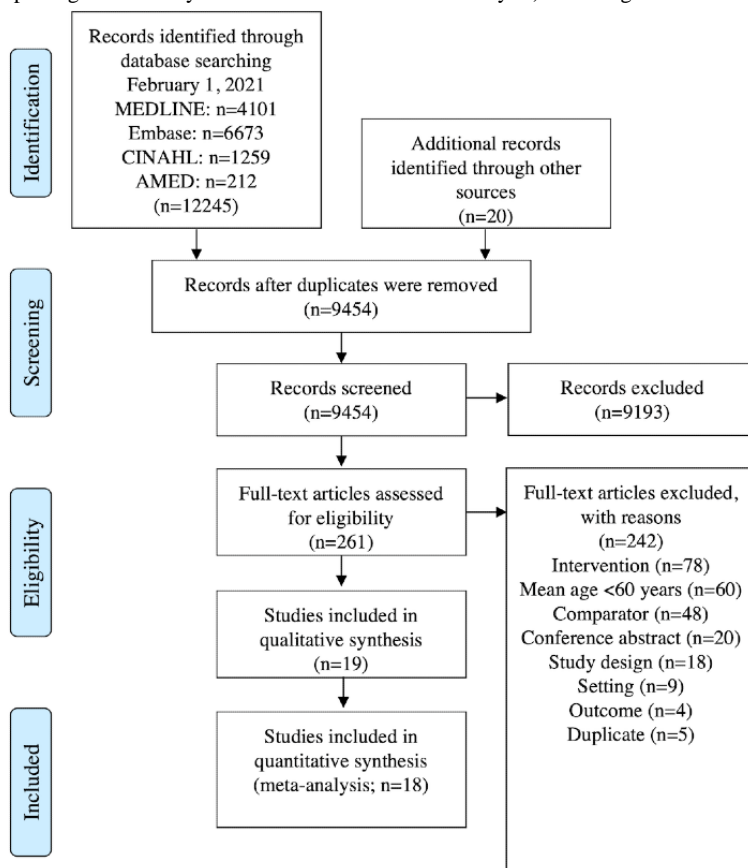 Identification
Records identified through
database searching
February 1, 2021
MEDLINE: n=4101
Embase: n=6673
CINAHL: n=1259
AMED: n=212
(n=12245)
Additional records
identified through other
sources
(n=20)
Screening
Records after duplicates were removed
(n=9454)
Records screened
(n=9454)
Records excluded
(n=9193)
Eligibility
Full-text articles assessed
for eligibility
(n=261)
Full-text articles excluded,
with reasons
(n=242)
Intervention (n=78)
Mean age <60 years (n=60)
Comparator (n=48)
Conference abstract (n=20)
Study design (n=18)
Setting (n=9)
Outcome (n=4)
Duplicate (n=5)
Studies included in
qualitative synthesis
(n=19)
Included
Studies included in
quantitative synthesis
(meta-analysis; n=18)